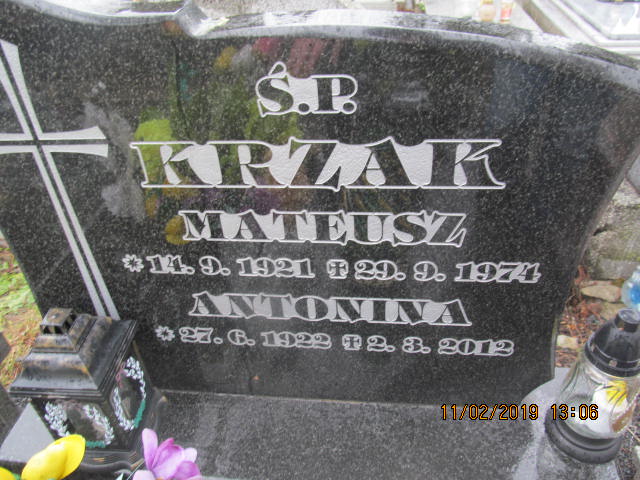 Ś.P.
KRZAK
MATEUSZ
* 14. 9. 1921 ✝ 29. 9. 1974
ANTONINA
* 27. 6. 1922 ✝ 2. 3. 2012
11/02/2019 13:06